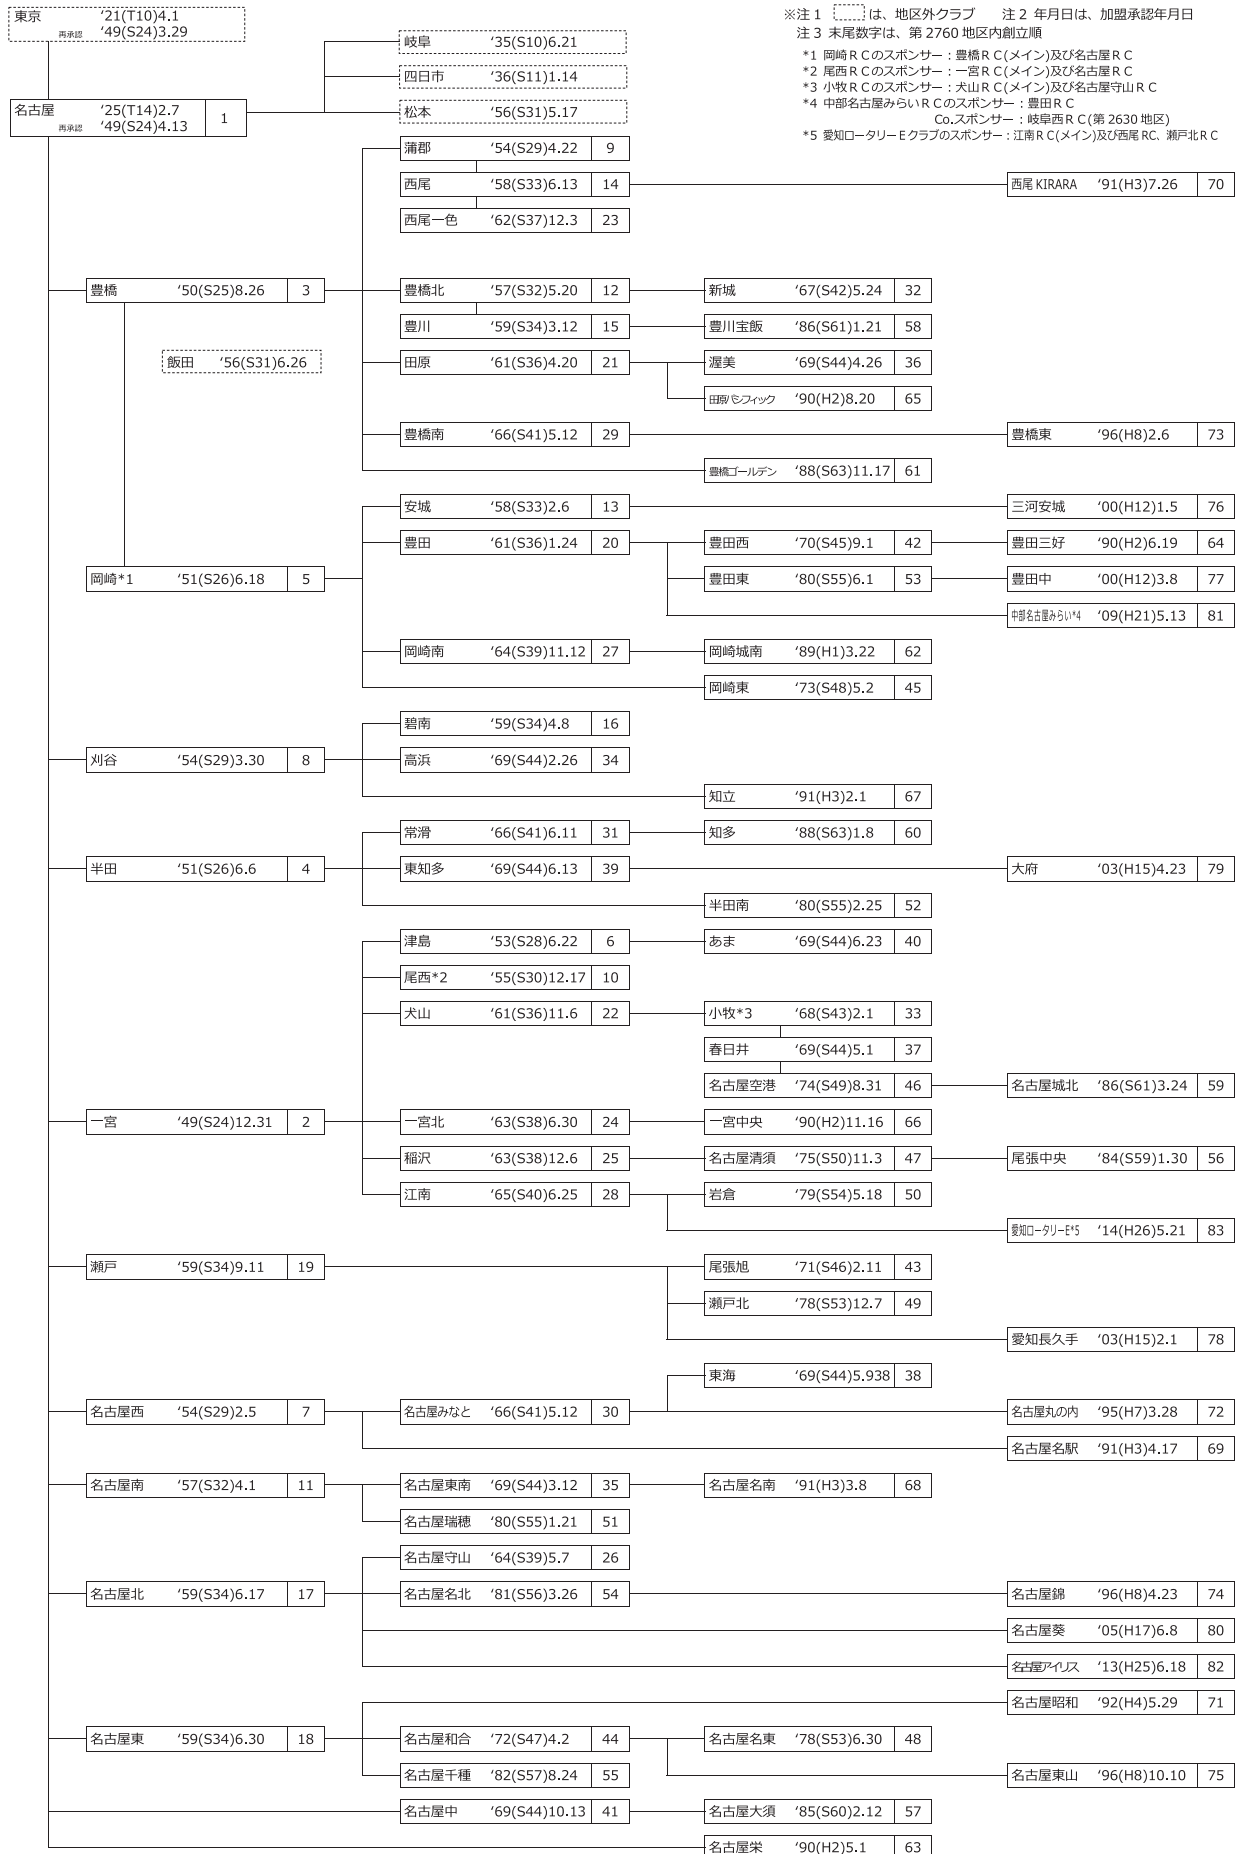 東京 ‘21(T10)4.1
再承認 ‘49(S24)3.29
※注1 は、地区外クラブ 注2 年月日は、加盟承認年月日
注3 末尾数字は、第2760地区内創立順
*1 岡崎RCのスポンサー：豊橋RC(メイン)及び名古屋RC
*2 尾西RCのスポンサー：一宮RC(メイン)及び名古屋RC
*3 小牧RCのスポンサー：犬山RC(メイン)及び名古屋守山RC
*4 中部名古屋みらいRCのスポンサー：豊田RC
Co.スポンサー：岐阜西RC(第2630地区)
*5 愛知ロータリーEクラブのスポンサー：江南RC(メイン)及び西尾RC、瀬戸北RC
岐阜 ‘35(S10)6.21
四日市 ‘36(S11)1.14
名古屋 ‘25(T14)2.7 1
再承認 ‘49(S24)4.13
松本 ‘56(S31)5.17
蒲郡 ‘54(S29)4.22 9
西尾 ‘58(S33)6.13 14 西尾KIRARA ‘91(H3)7.26 70
西尾一色 ‘62(S37)12.3 23
豊橋 ‘50(S25)8.26 3 豊橋北 ‘57(S32)5.20 12 新城 ‘67(S42)5.24 32
豊川 ‘59(S34)3.12 15 豊川宝飯 ‘86(S61)1.21 58
飯田 ‘56(S31)6.26 田原 ‘61(S36)4.20 21 渥美 ‘69(S44)4.26 36
田原パシフィック ‘90(H2)8.20 65
豊橋南 ‘66(S41)5.12 29 豊橋東 ‘96(H8)2.6 73
豊橋ゴールデン ‘88(S63)11.17 61
安城 ‘58(S33)2.6 13 三河安城 ‘00(H12)1.5 76
豊田 ‘61(S36)1.24 20 豊田西 ‘70(S45)9.1 42 豊田三好 ‘90(H2)6.19 64
岡崎*1 ‘51(S26)6.18 5 豊田東 ‘80(S55)6.1 53 豊田中 ‘00(H12)3.8 77
中部名古屋みらい*4 ‘09(H21)5.13 81
岡崎南 ‘64(S39)11.12 27 岡崎城南 ‘89(H1)3.22 62
岡崎東 ‘73(S48)5.2 45
碧南 ‘59(S34)4.8 16
刈谷 ‘54(S29)3.30 8 高浜 ‘69(S44)2.26 34
知立 ‘91(H3)2.1 67
常滑 ‘66(S41)6.11 31 知多 ‘88(S63)1.8 60
半田 ‘51(S26)6.6 4 東知多 ‘69(S44)6.13 39 大府 ‘03(H15)4.23 79
半田南 ‘80(S55)2.25 52
津島 ‘53(S28)6.22 6 あま ‘69(S44)6.23 40
尾西*2 ‘55(S30)12.17 10
犬山 ‘61(S36)11.6 22 小牧*3 ‘68(S43)2.1 33
春日井 ‘69(S44)5.1 37
名古屋空港 ‘74(S49)8.31 46 名古屋城北 ‘86(S61)3.24 59
一宮 ‘49(S24)12.31 2 一宮北 ‘63(S38)6.30 24 一宮中央 ‘90(H2)11.16 66
稲沢 ‘63(S38)12.6 25 名古屋清須 ‘75(S50)11.3 47 尾張中央 ‘84(S59)1.30 56
江南 ‘65(S40)6.25 28 岩倉 ‘79(S54)5.18 50
愛知ロータリーE*5 ‘14(H26)5.21 83
瀬戸 ‘59(S34)9.11 19 尾張旭 ‘71(S46)2.11 43
瀬戸北 ‘78(S53)12.7 49
愛知長久手 ‘03(H15)2.1 78
東海 ‘69(S44)5.938 38
名古屋西 ‘54(S29)2.5 7 名古屋みなと ‘66(S41)5.12 30 名古屋丸の内 ‘95(H7)3.28 72
名古屋名駅 ‘91(H3)4.17 69
名古屋南 ‘57(S32)4.1 11 名古屋東南 ‘69(S44)3.12 35 名古屋名南 ‘91(H3)3.8 68
名古屋瑞穂 ‘80(S55)1.21 51
名古屋守山 ‘64(S39)5.7 26
名古屋北 ‘59(S34)6.17 17 名古屋名北 ‘81(S56)3.26 54 名古屋錦 ‘96(H8)4.23 74
名古屋葵 ‘05(H17)6.8 80
名古屋アイリス ‘13(H25)6.18 82
名古屋昭和 ‘92(H4)5.29 71
名古屋東 ‘59(S34)6.30 18 名古屋和合 ‘72(S47)4.2 44 名古屋名東 ‘78(S53)6.30 48
名古屋千種 ‘82(S57)8.24 55 名古屋東山 ‘96(H8)10.10 75
名古屋中 ‘69(S44)10.13 41 名古屋大須 ‘85(S60)2.12 57
名古屋栄 ‘90(H2)5.1 63